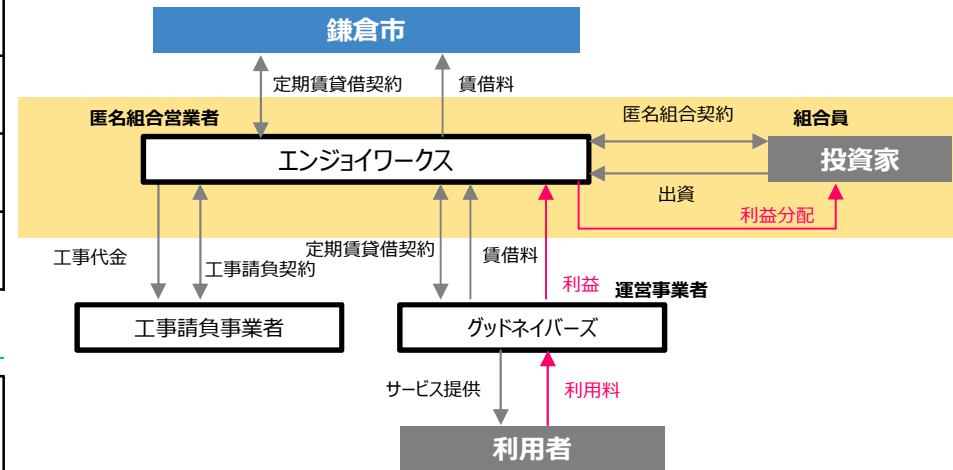 鎌倉市
定期賃貸借契約
賃借料
匿名組合営業者
匿名組合契約
組合員
エンジョイワークス
投資家
出資
利益分配
工事代金
工事請負契約
定期賃貸借契約
賃借料
利益
運営事業者
工事請負事業者
グッドネイバーズ
サービス提供
利用料
利用者